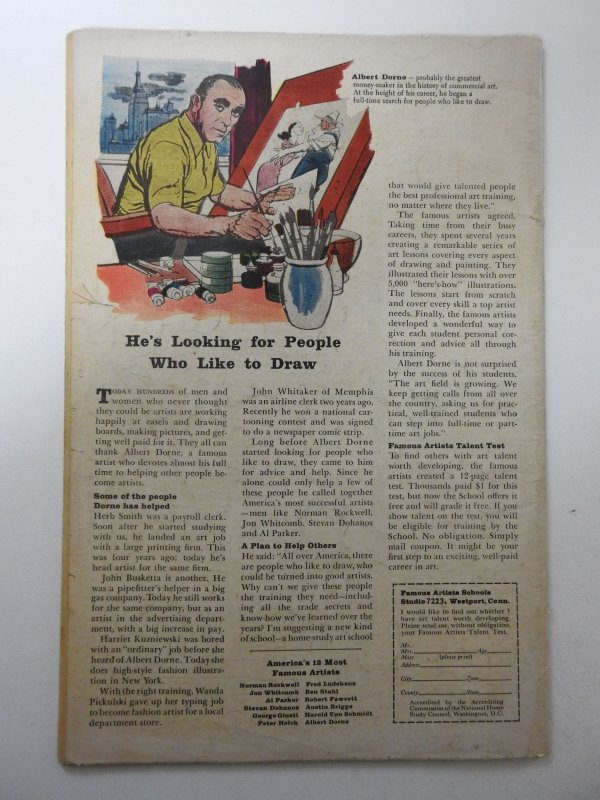 Albert Dorne – probably the greatest
money-maker in the history of commercial art.
At the height of his career, he began a
full-time search for people who like to draw.
He's Looking for People
Who Like to Draw
TODAY HUNDREDS of men and
women who never thought
they could be artists are working
happily at easels and drawing
boards, making pictures, and get-
ting well paid for it. They all can
thank Albert Dorne, a famous
artist who devotes almost his full
time to helping other people be-
come artists.
Some of the people
Dorne has helped
Herb Smith was a payroll clerk.
Soon after he started studying
with us, he landed an art job
with a large printing firm. This
was four years ago; today he's
head artist for the same firm.
John Busketta is another. He
was a pipefitter's helper in a big
gas company. Today he still works
for the same company, but as an
artist in the advertising depart-
ment, with a big increase in pay.
Harriet Kuzniewski was bored
with an "ordinary" job before she
heard of Albert Dorne. Today she
does high-style fashion illustra-
tion in New York.
With the right training, Wanda
Pickulski gave up her typing job
to become fashion artist for a local
department store.
John Whitaker of Memphis
was an airline clerk two years ago.
Recently he won a national car-
tooning contest and was signed
to do a newspaper comic strip.
Long before Albert Dorne
started looking for people who
like to draw, they came to him
for advice and help. Since he
alone could only help a few of
these people he called together
America's most successful artists
–men like Norman Rockwell,
Jon Whitcomb, Stevan Dohanos
and Al Parker.
A Plan to Help Others
He said: "All over America, there
are people who like to draw, who
could be turned into good artists.
Why can't we give these people
the training they need–includ-
ing all the trade secrets and
know-how we've learned over the
years? I'm suggesting a new kind
of school–a home-study art school
America's 12 Most
Famous Artists
Norman Rockwell Fred Ludekens
Jon Whitcomb Ben Stahl
Al Parker Robert Fawcett
Stevan Dohanos Austin Briggs
George Giusti Harold Von Schmidt
Peter Helck Albert Dorne
that would give talented people
the best professional art training,
no matter where they live."
The famous artists agreed.
Taking time from their busy
careers, they spent several years
creating a remarkable series of
art lessons covering every aspect
of drawing and painting. They
illustrated their lessons with over
5,000 "here's-how" illustrations.
The lessons start from scratch
and cover every skill a top artist
needs. Finally, the famous artists
developed a wonderful way to
give each student personal cor-
rection and advice all through
his training.
Albert Dorne is not surprised
by the success of his students.
"The art field is growing. We
keep getting calls from all over
the country, asking us for prac-
tical, well-trained students who
can step into full-time or part-
time art jobs."
Famous Artists Talent Test
To find others with art talent
worth developing, the famous
artists created a 12-page talent
test. Thousands paid $1 for this
test, but now the School offers it
free and will grade it free. If you
show talent on the test, you will
be eligible for training by the
School. No obligation. Simply
mail coupon. It might be your
first step to an exciting, well-paid
career in art.
Famous Artists Schools
Studio 7223, Westport, Conn.
I would like to find out whether I
have art talent worth developing.
Please send me, without obligation,
your Famous Artists Talent Test.
Mr.
Mrs. Age
Miss (please print)
Address
City Zone
County State
Accredited by the Accrediting
Commission of the National Home
Study Council, Washington, D.C.